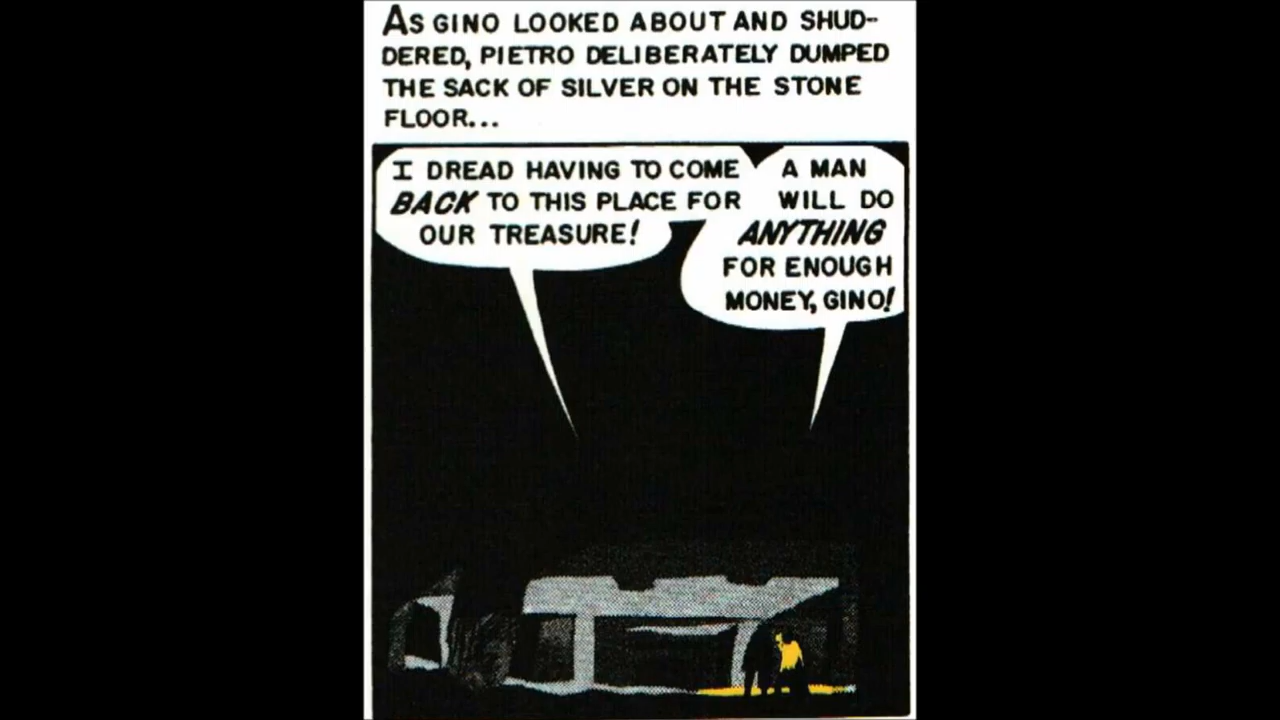 AS GINO LOOKED ABOUT AND SHUD-
DERED, PIETRO DELIBERATELY DUMPED
THE SACK OF SILVER ON THE STONE
FLOOR...
I DREAD HAVING TO COME
BACK TO THIS PLACE FOR
OUR TREASURE!
A MAN
WILL DO
ANYTHING
FOR ENOUGH
MONEY, GINO!